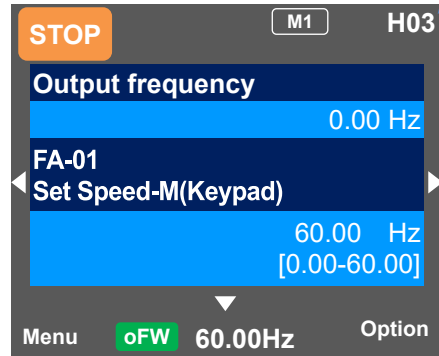 STOP M1 H03
Output frequency
0.00 Hz
FA-01
Set Speed-M(Keypad)
60.00 Hz
[0.00-60.00]
Menu oFW 60.00Hz Option